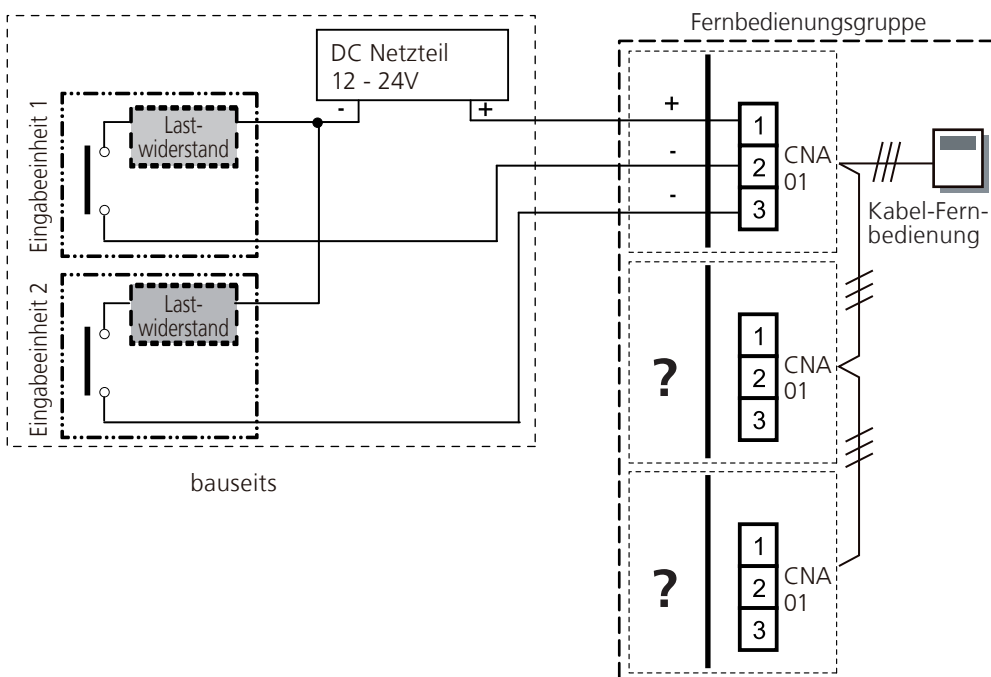 Fernbedienungsgruppe
DC Netzteil
12 - 24V
- +
Eingabeeinheit 1
Last-
widerstand
+
-
-
1
2
3
CNA
01
Kabel-Fern-
bedienung
Eingabeeinheit 2
Last-
widerstand
?
1
2
3
CNA
01
bauseits
?
1
2
3
CNA
01